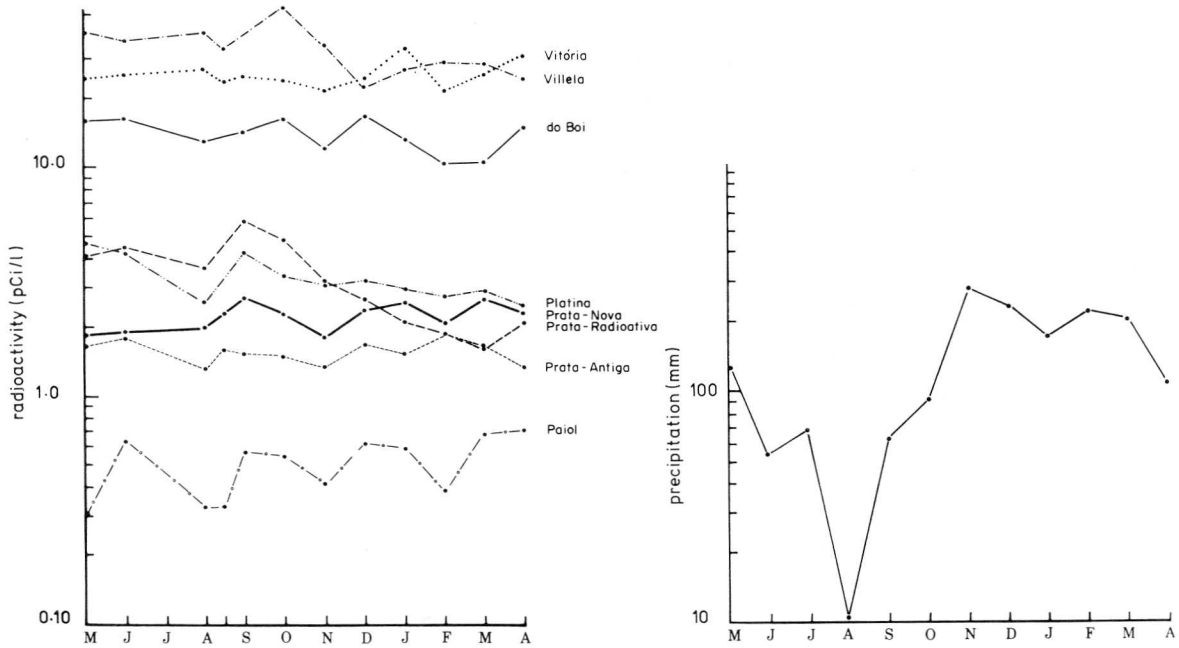 radioactivity (pCi/l)
10.0
1.0
0.10
M J J A S O N D J F M A
Vitória
Villela
do Boi
Platina
Prata-Nova
Prata-Radioativa
Prata-Antiga
Paiol
precipitation (mm)
100
10
M J J A S O N D J F M A